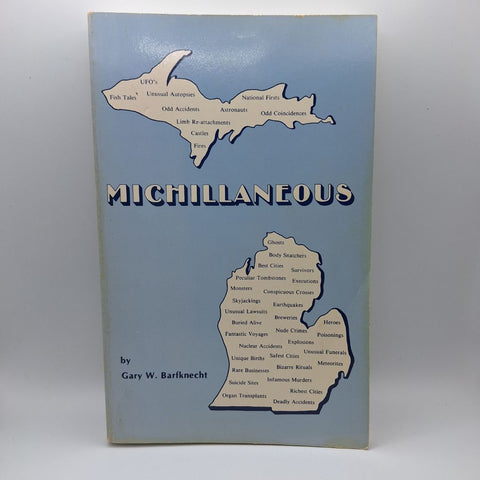 UFO's
Fish Tales
Unusual Autopsies
National Firsts
Odd Accidents
Astronauts
Odd Coincidences
Limb Re-attachments
Castles
Fires
MICHILLANEOUS
Ghosts
Body Snatchers
Best Cities
Survivors
Peculiar Tombstones
Executions
Monsters
Conspicuous Crosses
Skyjackings
Earthquakes
Unusual Lawsuits
Breweries
Buried Alive
Heroes
Nude Crimes
Fantastic Voyages
Poisonings
Explosions
Nuclear Accidents
Unusual Funerals
Safest Cities
Unique Births
Meteorites
Bizarre Rituals
Rare Businesses
Infamous Murders
Suicide Sites
Richest Cities
Organ Transplants
Deadly Accidents
by
Gary W. Barfknecht